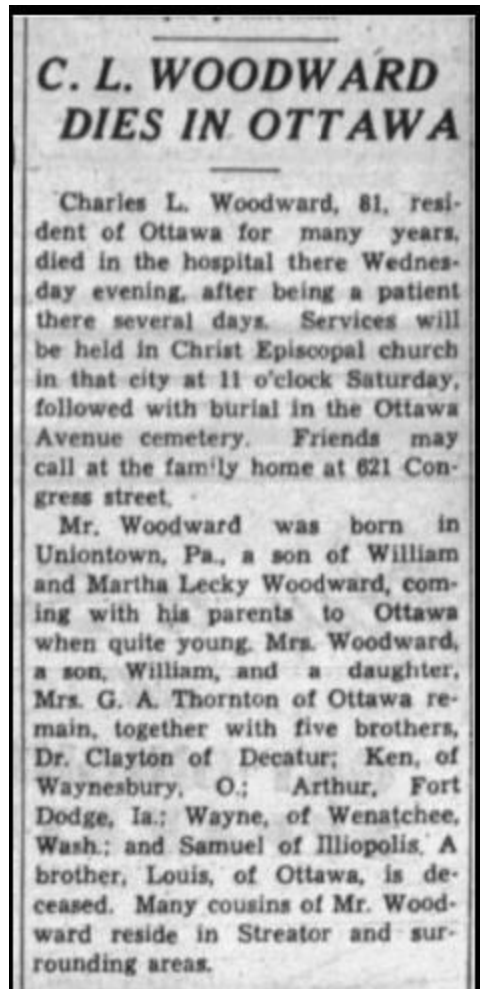 C. L. WOODWARD
DIES IN OTTAWA
Charles L. Woodward, 81, resi-
dent of Ottawa for many years,
died in the hospital there Wednes-
day evening, after being a patient
there several days. Services will
be held in Christ Episcopal church
in that city at 11 o'clock Saturday,
followed with burial in the Ottawa
Avenue cemetery. Friends may
call at the family home at 621 Con-
gress street.
Mr. Woodward was born in
Uniontown, Pa., a son of William
and Martha Lecky Woodward, com-
ing with his parents to Ottawa
when quite young. Mrs. Woodward,
a son, William, and a daughter,
Mrs. G. A. Thornton of Ottawa re-
main, together with five brothers,
Dr. Clayton of Decatur; Ken, of
Waynesbury, O.; Arthur, Fort
Dodge, Ia.; Wayne, of Wenatchee,
Wash.; and Samuel of Illiopolis. A
brother, Louis, of Ottawa, is de-
ceased. Many cousins of Mr. Wood-
ward reside in Streator and sur-
rounding areas.